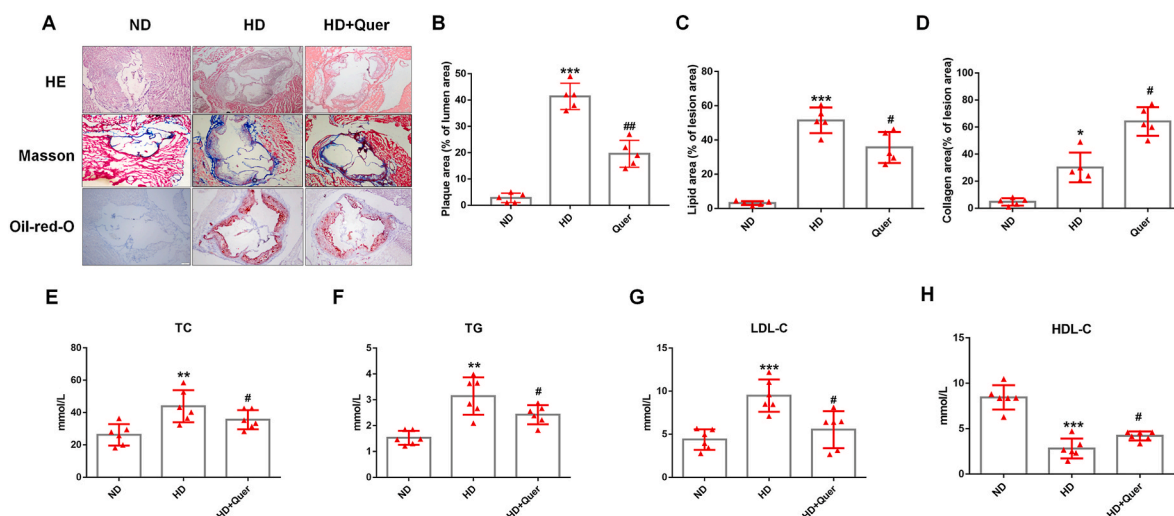 A
ND
HD
HD+Quer
HE
Masson
Oil-red-O
B
Plaque area (% of lumen area)
50
40
30
20
10
0
***
##
ND
HD
Quer
C
Lipid area (% of lesion area)
80
60
40
20
0
***
#
ND
HD
Quer
D
Collagen area(% of lesion area)
100
80
60
40
20
0
*
#
ND
HD
Quer
E
TC
mmol/L
80
60
40
20
0
**
#
ND
HD
HD+Quer
F
TG
mmol/L
5
4
3
2
1
0
**
#
ND
HD
HD+Quer
G
LDL-C
mmol/L
15
10
5
0
***
#
ND
HD
HD+Quer
H
HDL-C
mmol/L
15
10
5
0
***
#
ND
HD
HD+Quer